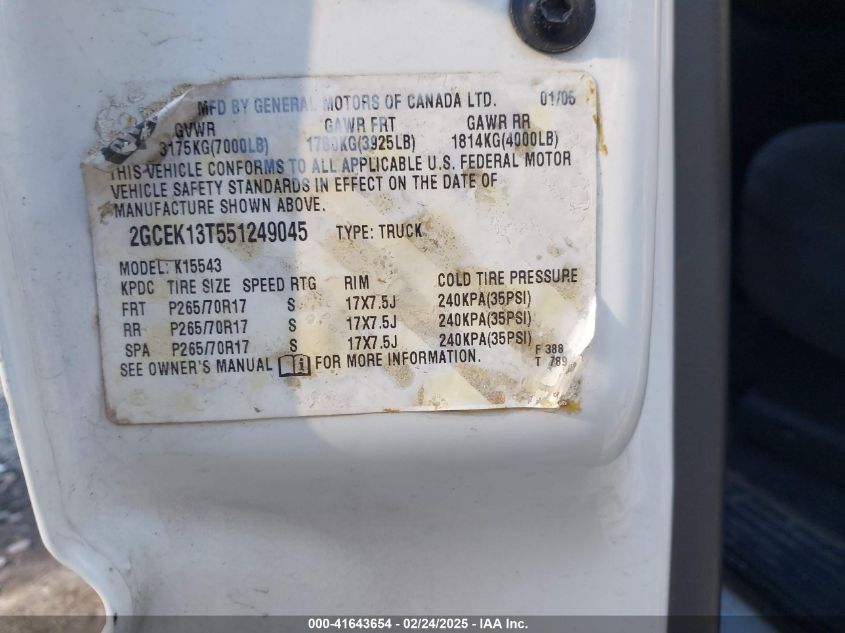 MFD BY GENERAL MOTORS OF CANADA LTD. 01/05
GVWR GAWR FRT GAWR RR
3175KG(7000LB) 1780KG(3925LB) 1814KG(4000LB)
THIS VEHICLE CONFORMS TO ALL APPLICABLE U.S. FEDERAL MOTOR
VEHICLE SAFETY STANDARDS IN EFFECT ON THE DATE OF
MANUFACTURE SHOWN ABOVE.
2GCEK13T551249045 TYPE: TRUCK
MODEL: K15543
KPDC TIRE SIZE SPEED RTG RIM COLD TIRE PRESSURE
FRT P265/70R17 S 17X7.5J 240KPA(35PSI)
RR P265/70R17 S 17X7.5J 240KPA(35PSI)
SPA P265/70R17 S 17X7.5J 240KPA(35PSI)
SEE OWNER'S MANUAL i FOR MORE INFORMATION.
F 388
T 789
000-41643654 - 02/24/2025 - IAA Inc.